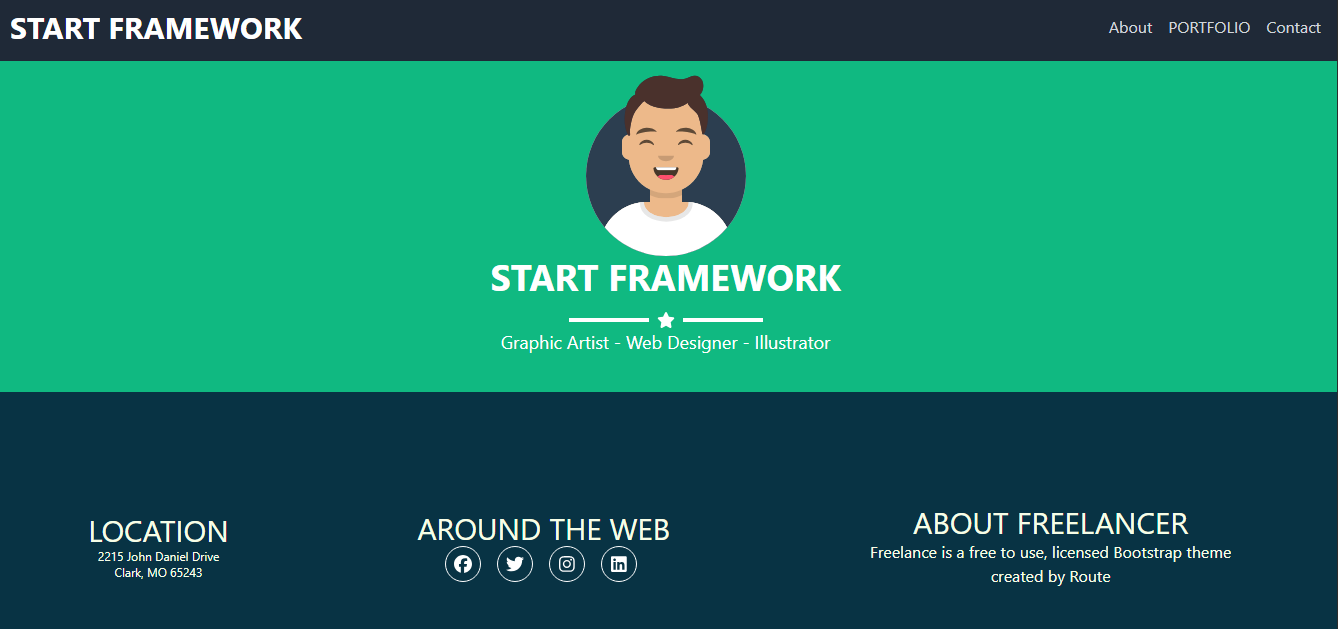 START FRAMEWORK
About PORTFOLIO Contact
START FRAMEWORK
Graphic Artist - Web Designer - Illustrator
LOCATION
2215 John Daniel Drive
Clark, MO 65243
AROUND THE WEB
ABOUT FREELANCER
Freelance is a free to use, licensed Bootstrap theme
created by Route